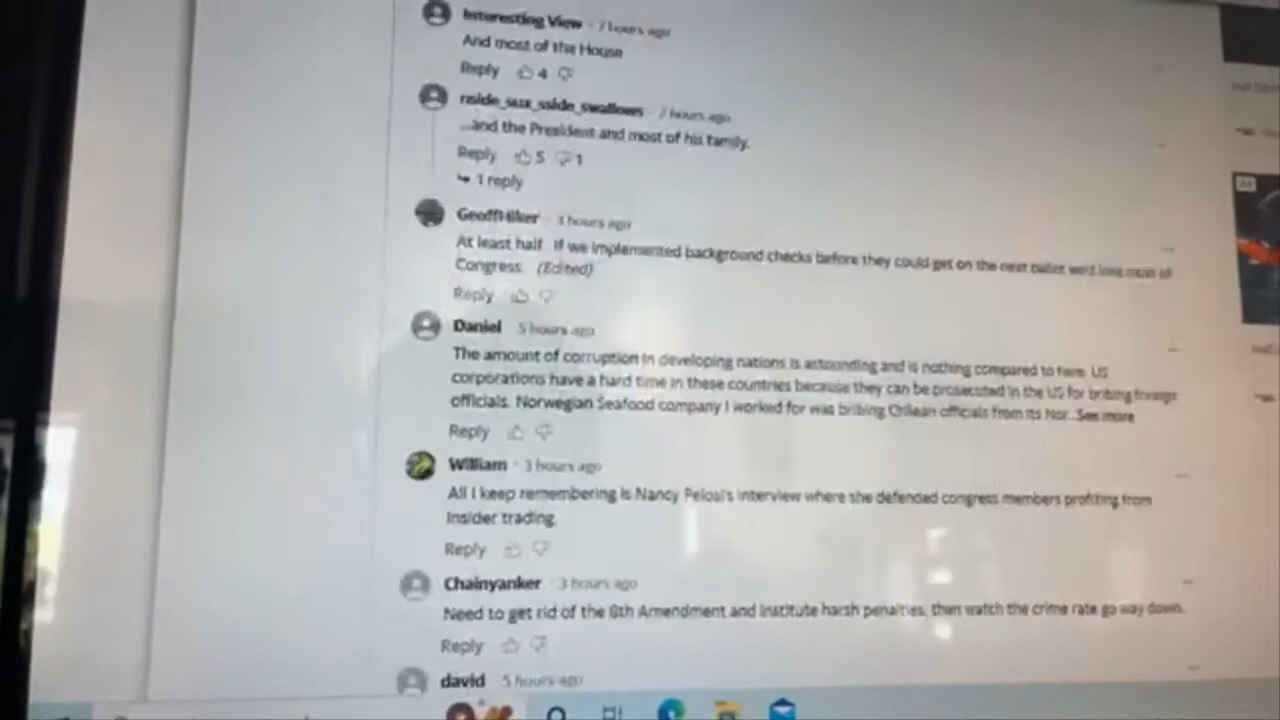 Interesting View · 7 hours ago
And most of the House
Reply 4
nside_sux_sside_swallows · 7 hours ago
...and the President and most of his family.
Reply 5 1
1 reply
3 hours ago
At least half. If we implemented background checks before they could get on the next ballot we'd lose most of
Congress. (Edited)
Reply
Daniel 5 hours ago
The amount of corruption in developing nations is astounding and is nothing compared to here. US
corporations have a hard time in these countries because they can be prosecuted in the US for bribing foreign
officials. Norwegian Seafood company I worked for was bribing Chilean officials from its Nor...See more
Reply
William · 3 hours ago
All I keep remembering is Nancy Pelosi's interview where she defended congress members profiting from
insider trading.
Reply
Chainyanker · 3 hours ago
Need to get rid of the 8th Amendment and institute harsh penalties, then watch the crime rate go way down.
Reply
david · 5 hours ago